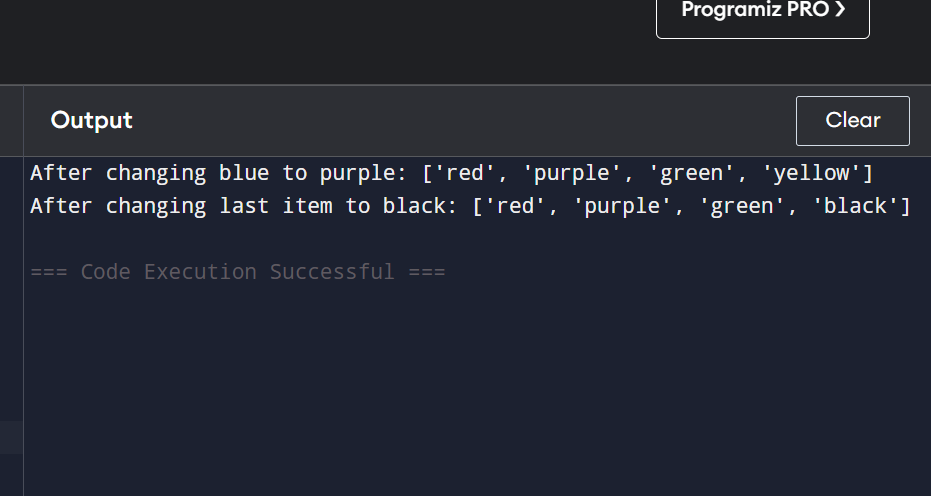 Programiz PRO ›
Output
Clear
After changing blue to purple: ['red', 'purple', 'green', 'yellow']
After changing last item to black: ['red', 'purple', 'green', 'black']
=== Code Execution Successful ===